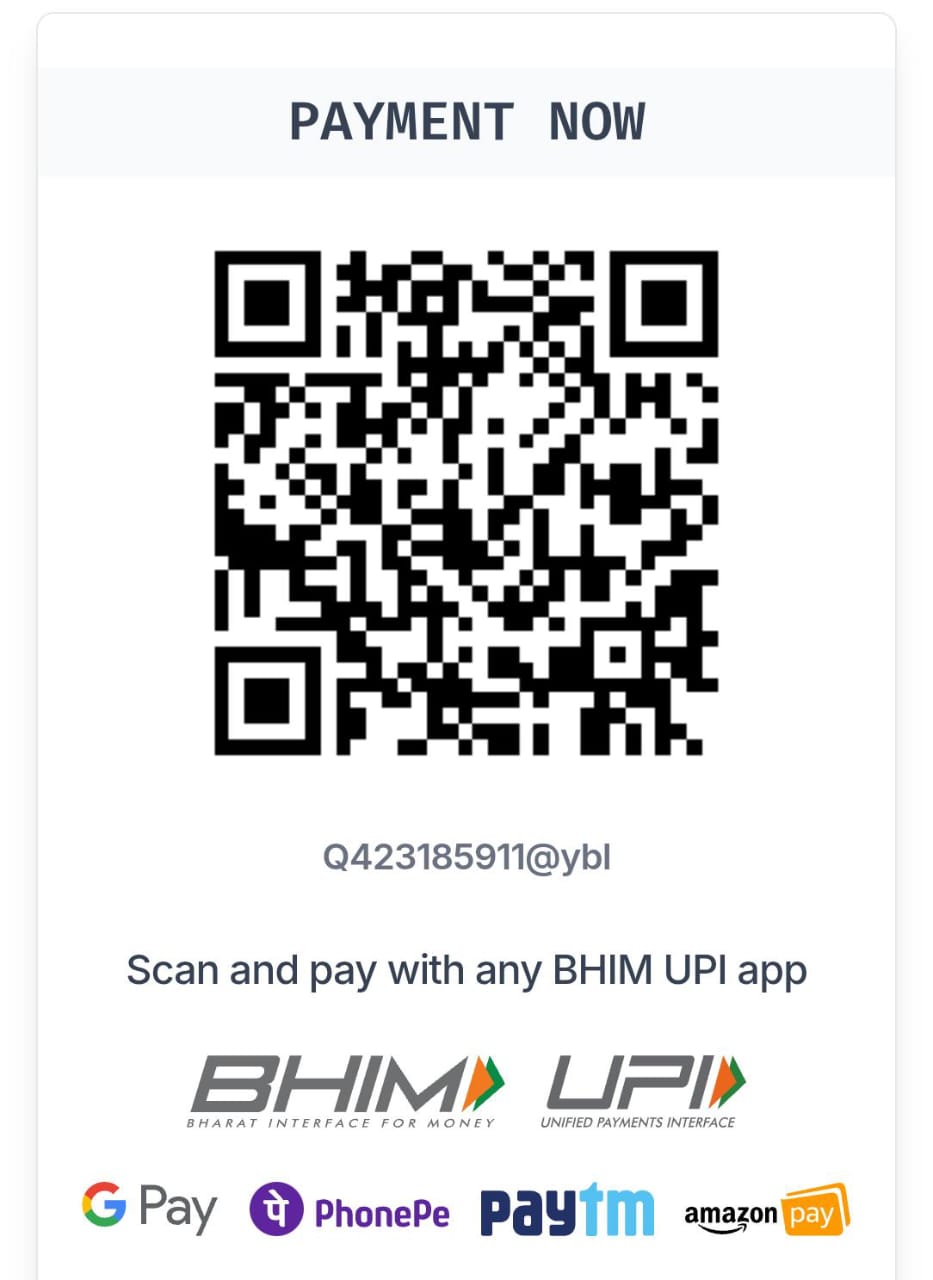 PAYMENT NOW
Q423185911@ybl
Scan and pay with any BHIM UPI app
BHIM UPI
BHARAT INTERFACE FOR MONEY UNIFIED PAYMENTS INTERFACE
G Pay पे PhonePe paytm amazon pay